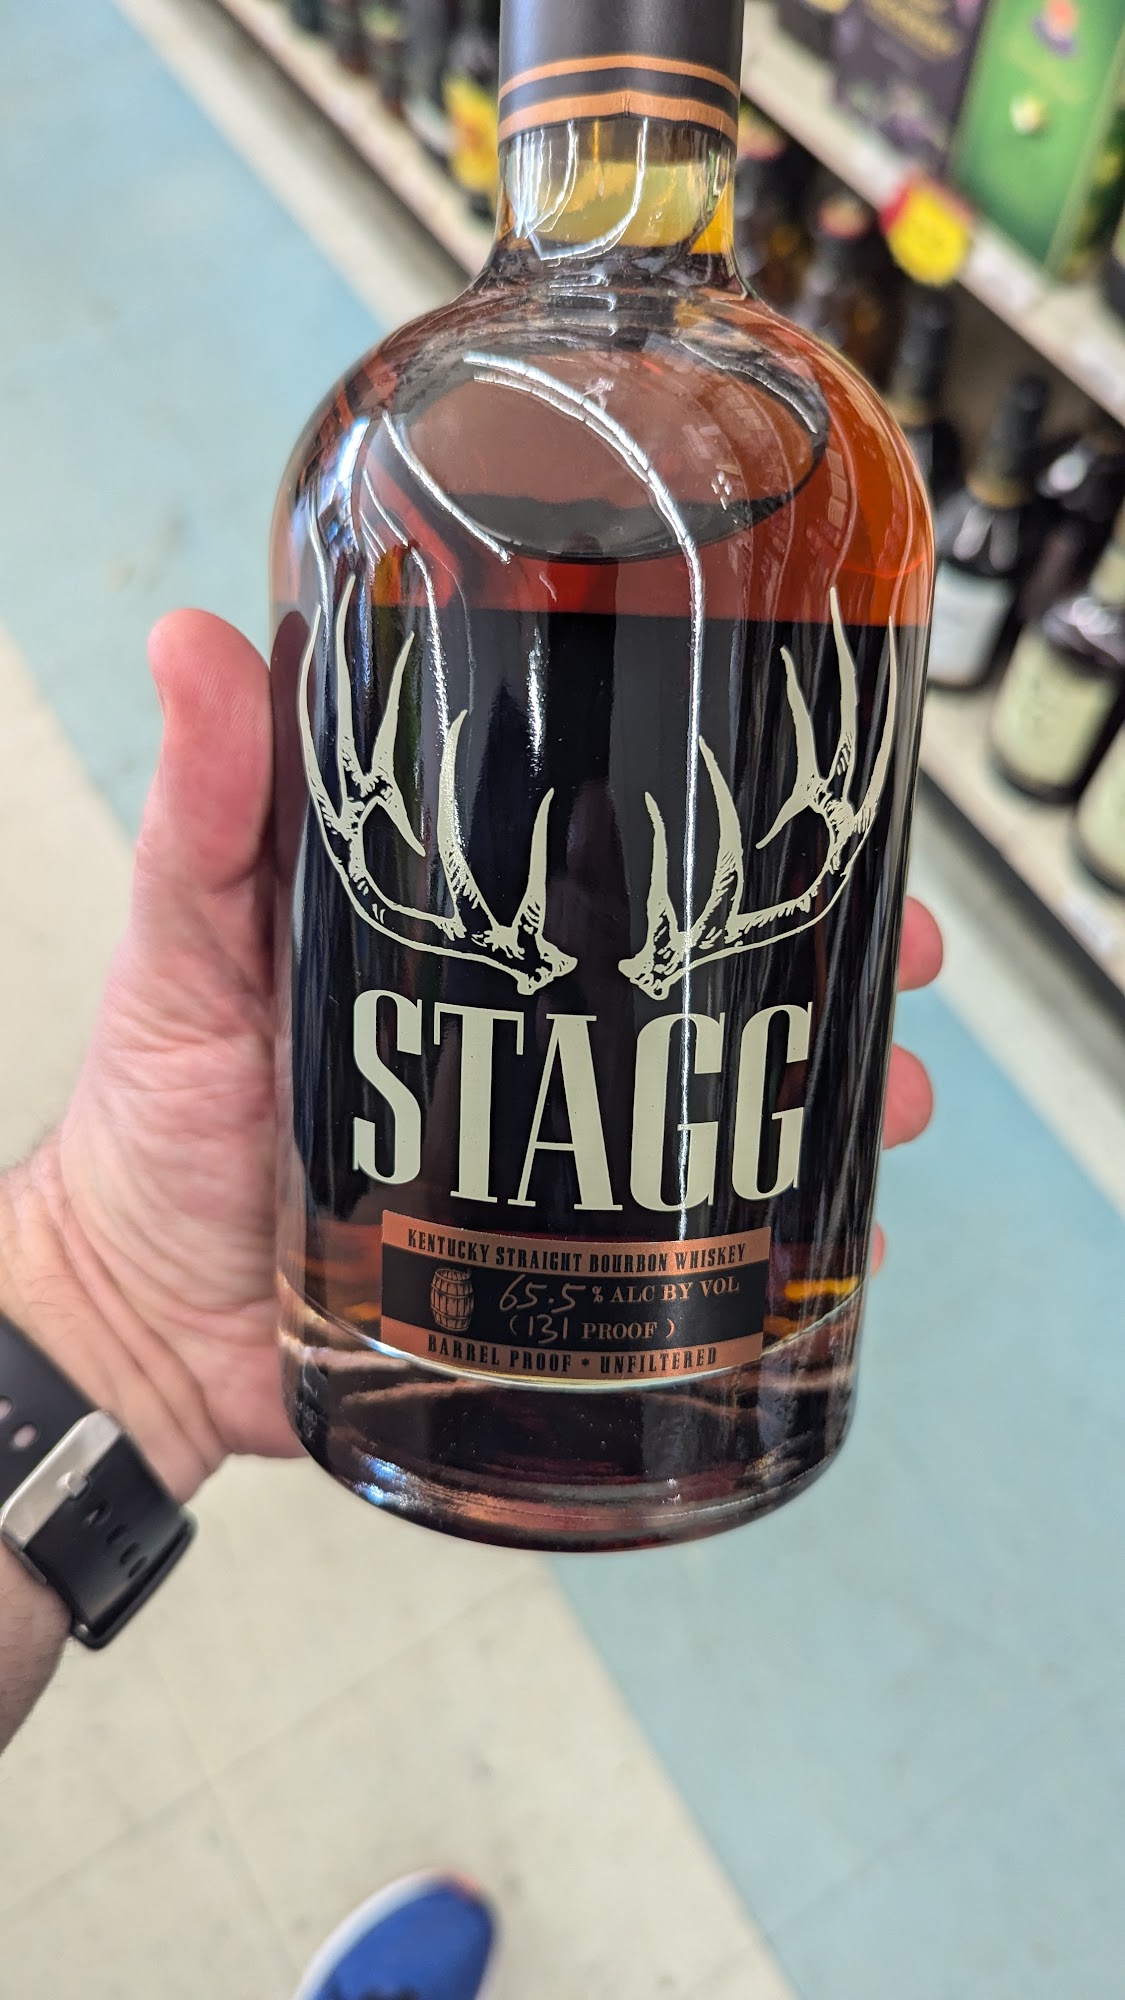 STAGG
KENTUCKY STRAIGHT BOURBON WHISKEY
65.5% ALC BY VOL
(131 PROOF)
BARREL PROOF * UNFILTERED